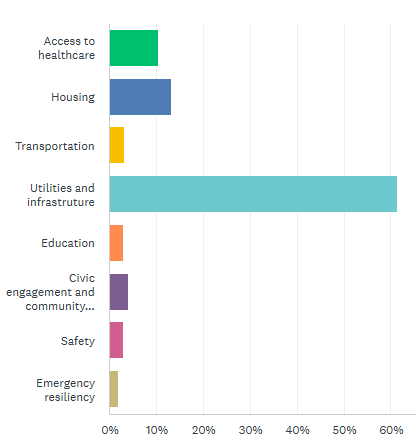 Access to
healthcare
Housing
Transportation
Utilities and
infrastruture
Education
Civic
engagement and
community...
Safety
Emergency
resiliency
0% 10% 20% 30% 40% 50% 60%